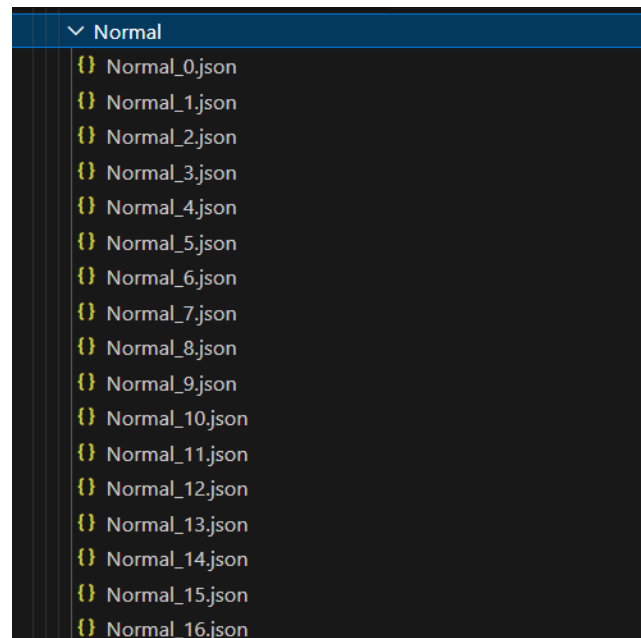 Normal
{} Normal_0.json
{} Normal_1.json
{} Normal_2.json
{} Normal_3.json
{} Normal_4.json
{} Normal_5.json
{} Normal_6.json
{} Normal_7.json
{} Normal_8.json
{} Normal_9.json
{} Normal_10.json
{} Normal_11.json
{} Normal_12.json
{} Normal_13.json
{} Normal_14.json
{} Normal_15.json
{} Normal_16.json